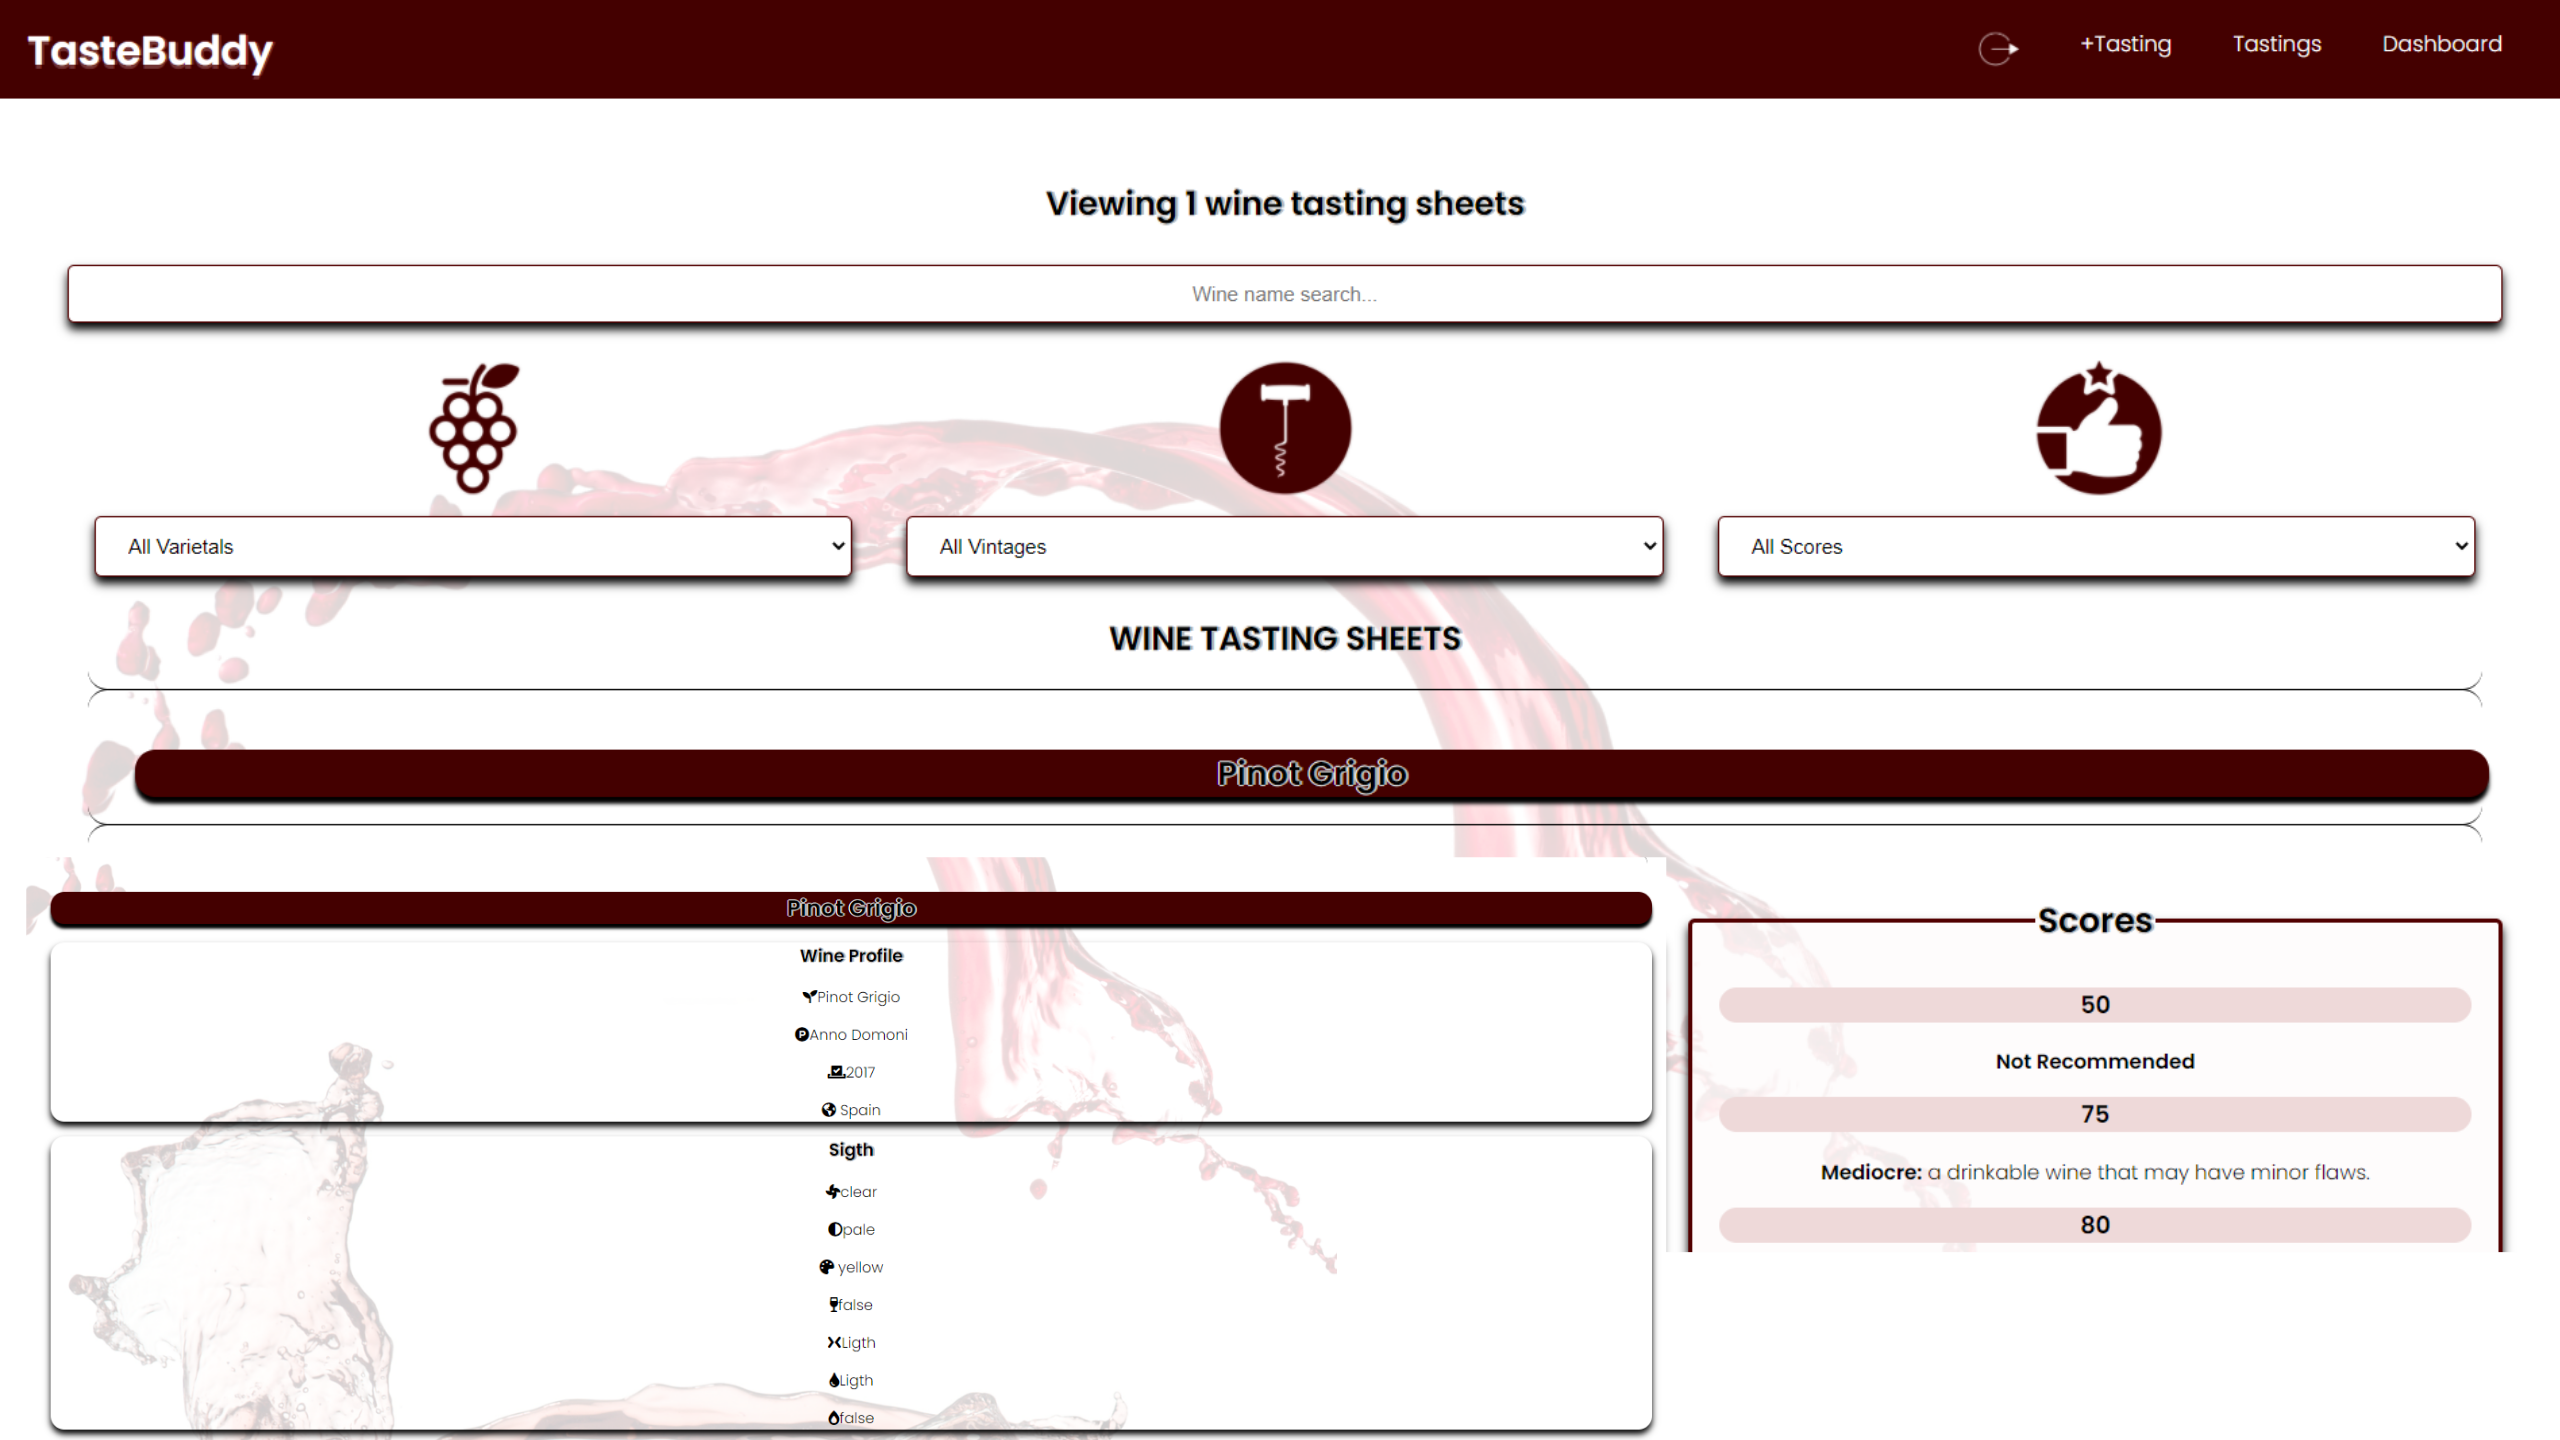 TasteBuddy
+Tasting
Tastings
Dashboard
Viewing 1 wine tasting sheets
Wine name search...
All Varietals
All Vintages
All Scores
WINE TASTING SHEETS
Pinot Grigio
Pinot Grigio
Wine Profile
Pinot Grigio
Anno Domoni
2017
Spain
Sigth
clear
pale
yellow
false
Ligth
Ligth
false
Scores
50
Not Recommended
75
Mediocre: a drinkable wine that may have minor flaws.
80